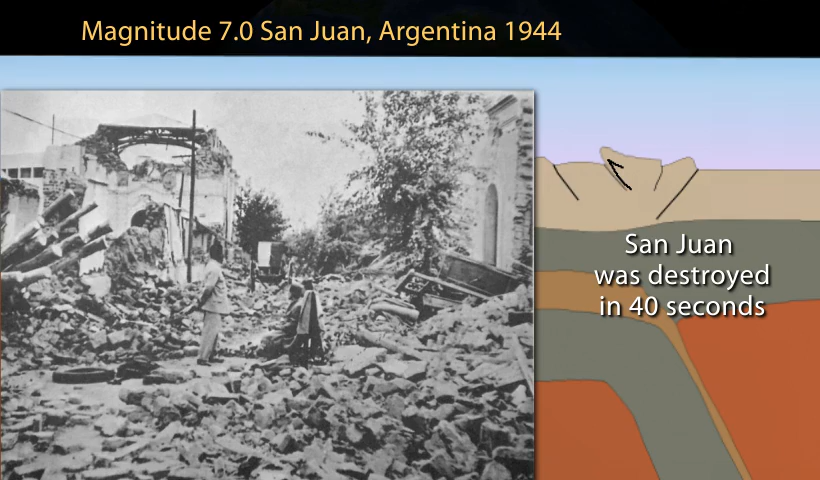 Magnitude 7.0 San Juan, Argentina 1944
San Juan
was destroyed
in 40 seconds